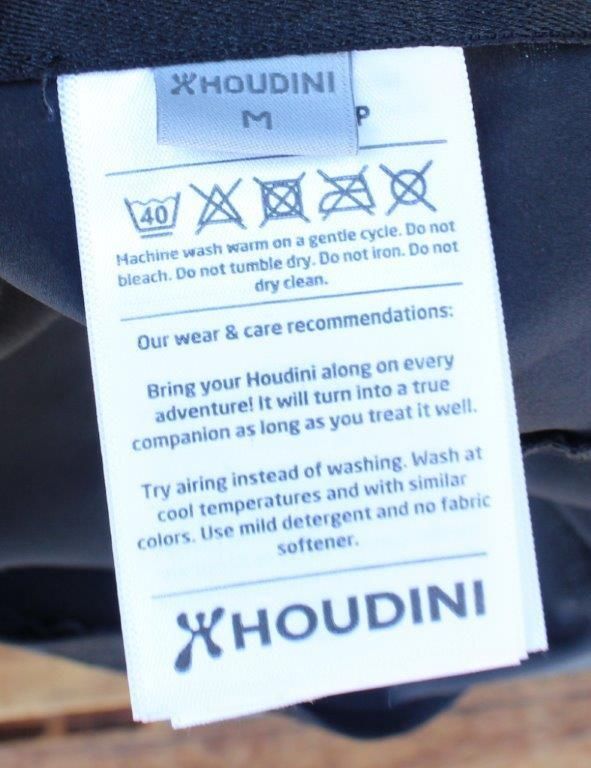 HOUDINI
M
P
40
Machine wash warm on a gentle cycle. Do not
bleach. Do not tumble dry. Do not iron. Do not
dry clean.
Our wear & care recommendations:
Bring your Houdini along on every
adventure! It will turn into a true
companion as long as you treat it well.
Try airing instead of washing. Wash at
cool temperatures and with similar
colors. Use mild detergent and no fabric
softener.
HOUDINI